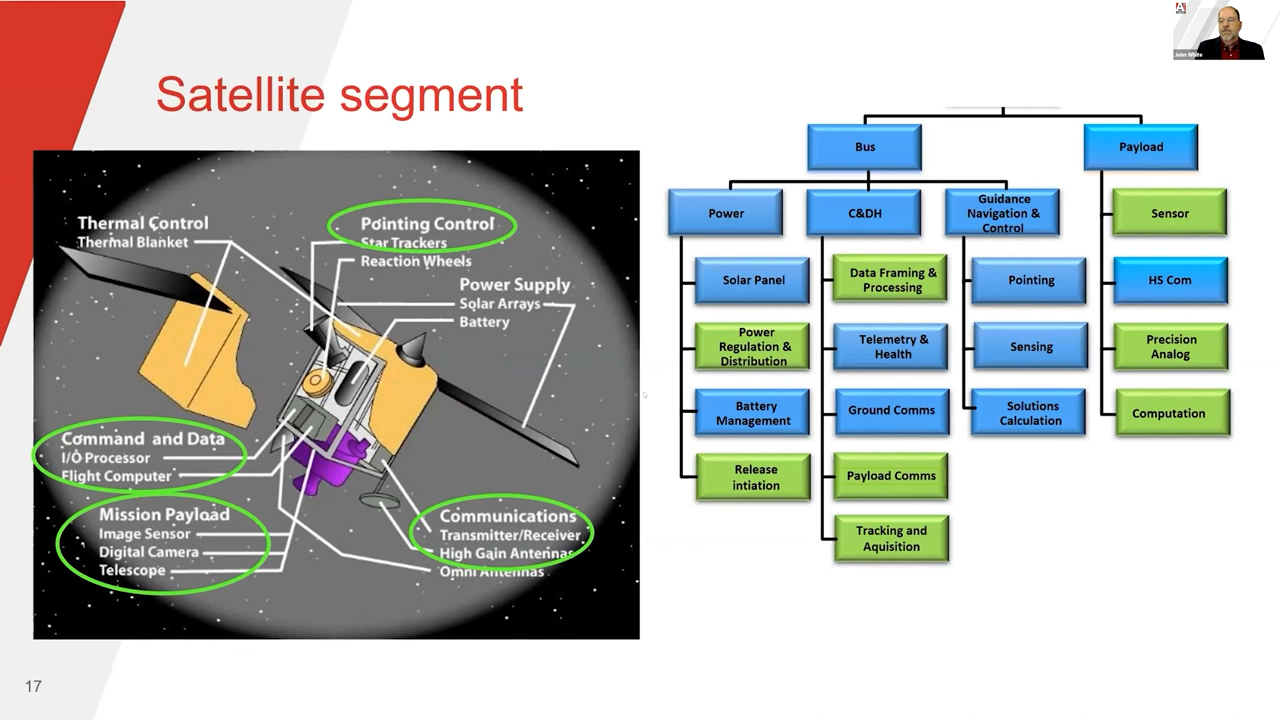 Satellite segment
Thermal Control
Thermal Blanket
Pointing Control
Star Trackers
Reaction Wheels
Power Supply
Solar Arrays
Battery
Command and Data
I/O Processor
Flight Computer
Mission Payload
Image Sensor
Digital Camera
Telescope
Communications
Transmitter/Receiver
High Gain Antennas
Omni Antennas
Bus
Payload
Power
C&DH
Guidance
Navigation &
Control
Solar Panel
Power
Regulation &
Distribution
Battery
Management
Release
intiation
Data Framing &
Processing
Telemetry &
Health
Ground Comms
Payload Comms
Tracking and
Aquisition
Pointing
Sensing
Solutions
Calculation
Sensor
HS Com
Precision
Analog
Computation
John White
17